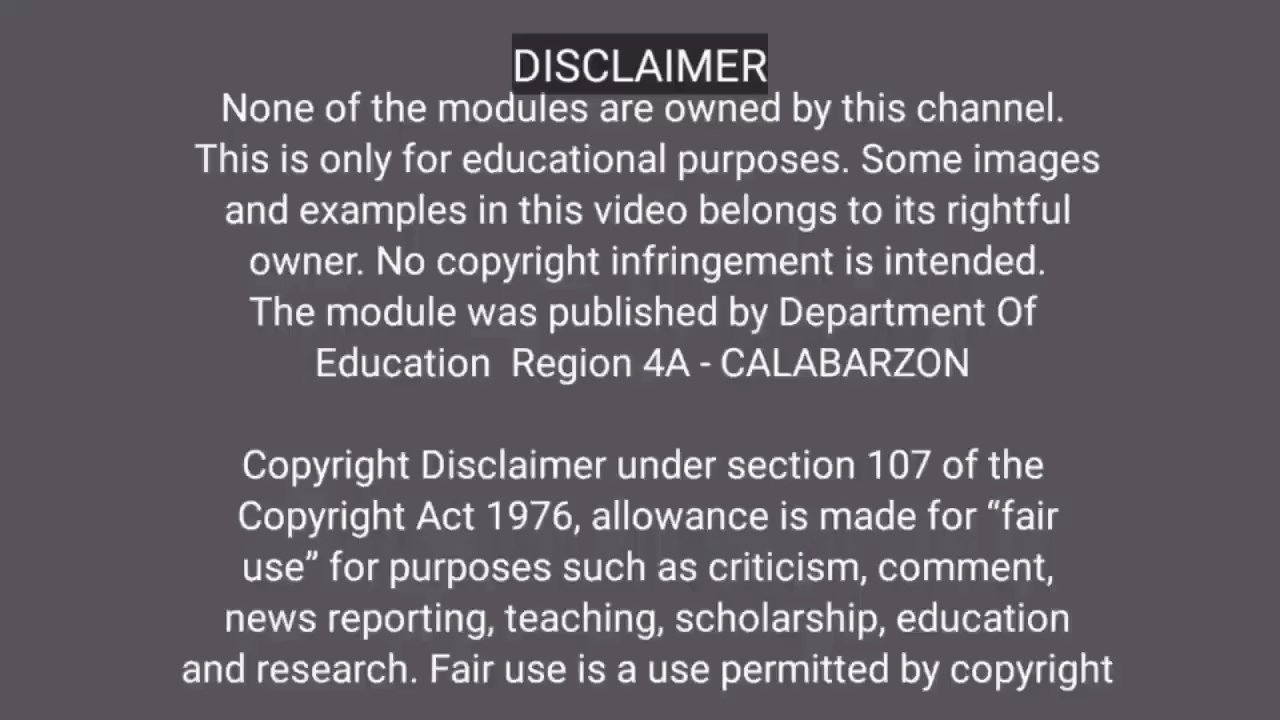 DISCLAIMER
None of the modules are owned by this channel.
This is only for educational purposes. Some images
and examples in this video belongs to its rightful
owner. No copyright infringement is intended.
The module was published by Department Of
Education  Region 4A - CALABARZON
Copyright Disclaimer under section 107 of the
Copyright Act 1976, allowance is made for “fair
use” for purposes such as criticism, comment,
news reporting, teaching, scholarship, education
and research. Fair use is a use permitted by copyright